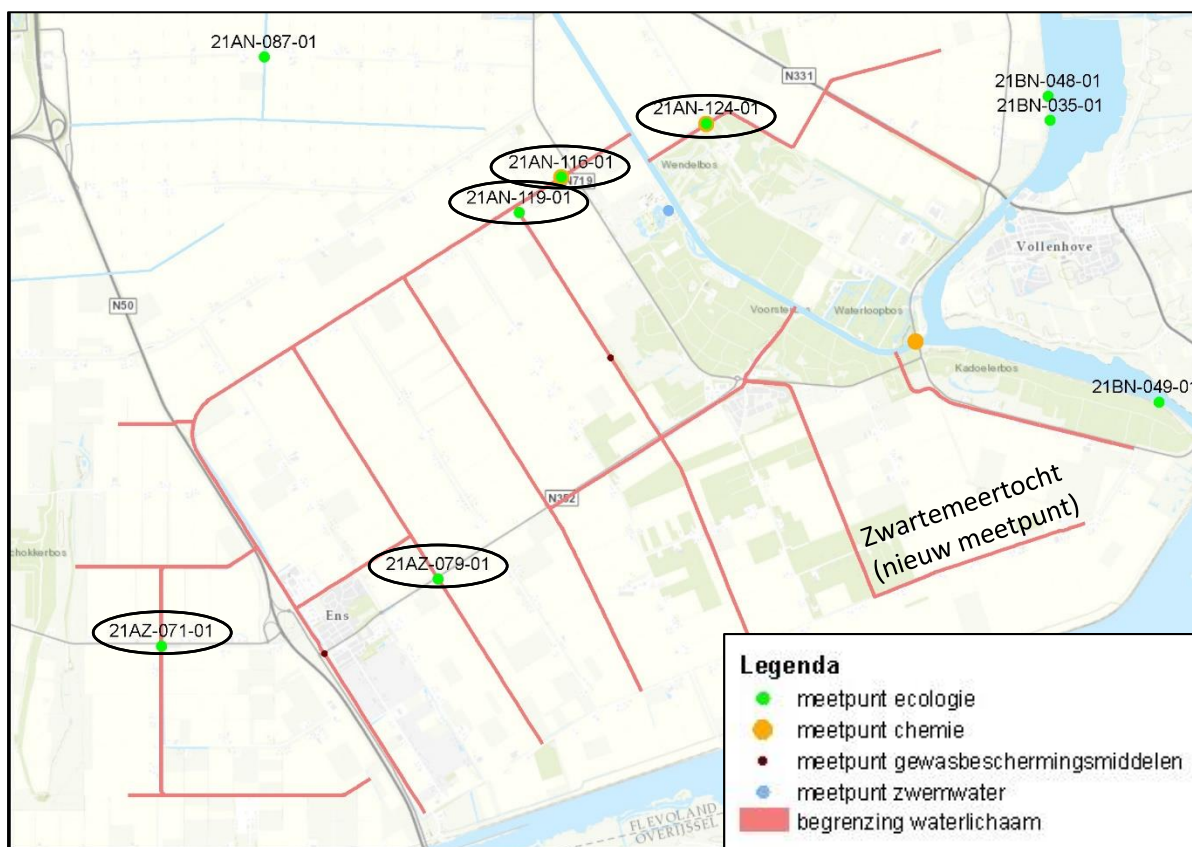 21AN-087-01
N331
21BN-048-01
21AN-124-01
21BN-035-01
21AN-116-01
Wendelbos
N719
21AN-119-01
Vollenhove
N50
Waterloopbos
Kadoelerbos
21BN-049-01
N352
Zwartemeertocht
(nieuw meetpunt)
chokkerbos
21AZ-079-01
Ens
21AZ-071-01
Legenda
meetpunt ecologie
meetpunt chemie
meetpunt gewasbeschermingsmiddelen
meetpunt zwemwater
begrenzing waterlichaam
FLEVOLAND
OVERIJSSEL